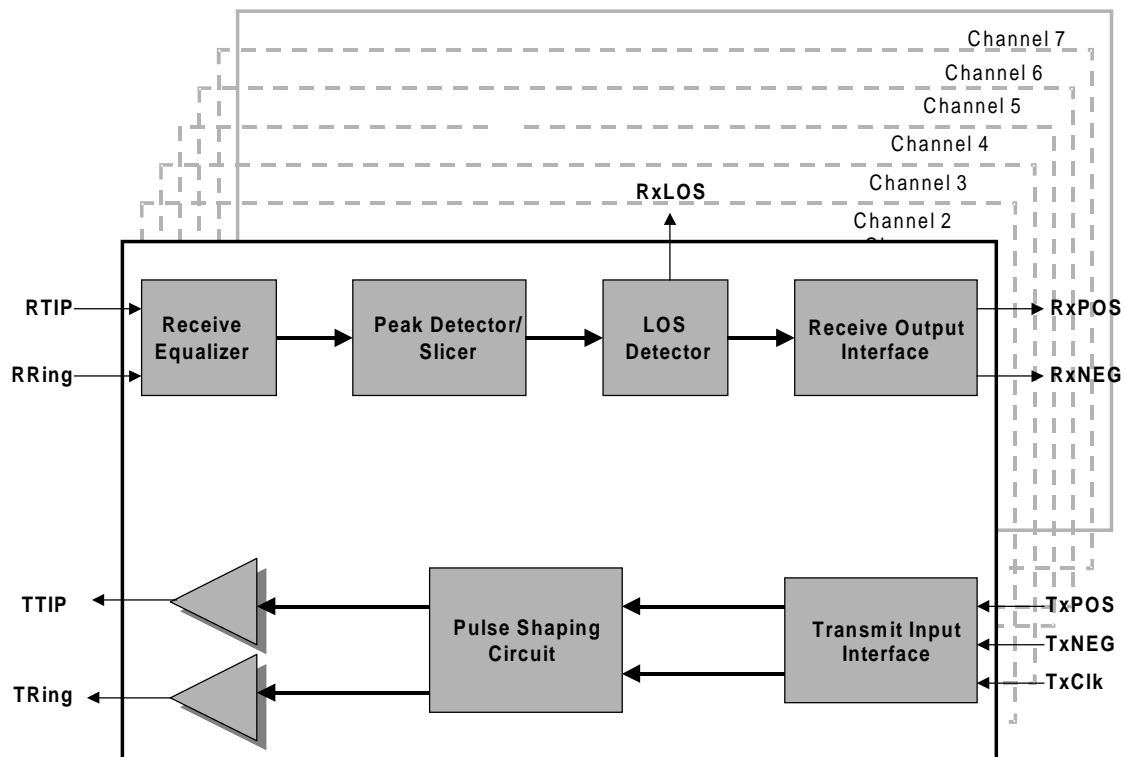 Channel 7
Channel 6
Channel 5
Channel 4
Channel 3
Channel 2
RxLOS
RTIP
RRing
Receive
Equalizer
Peak Detector/
Slicer
LOS
Detector
Receive Output
Interface
RxPOS
RxNEG
TTIP
TRing
Pulse Shaping
Circuit
Transmit Input
Interface
TxPOS
TxNEG
TxClk